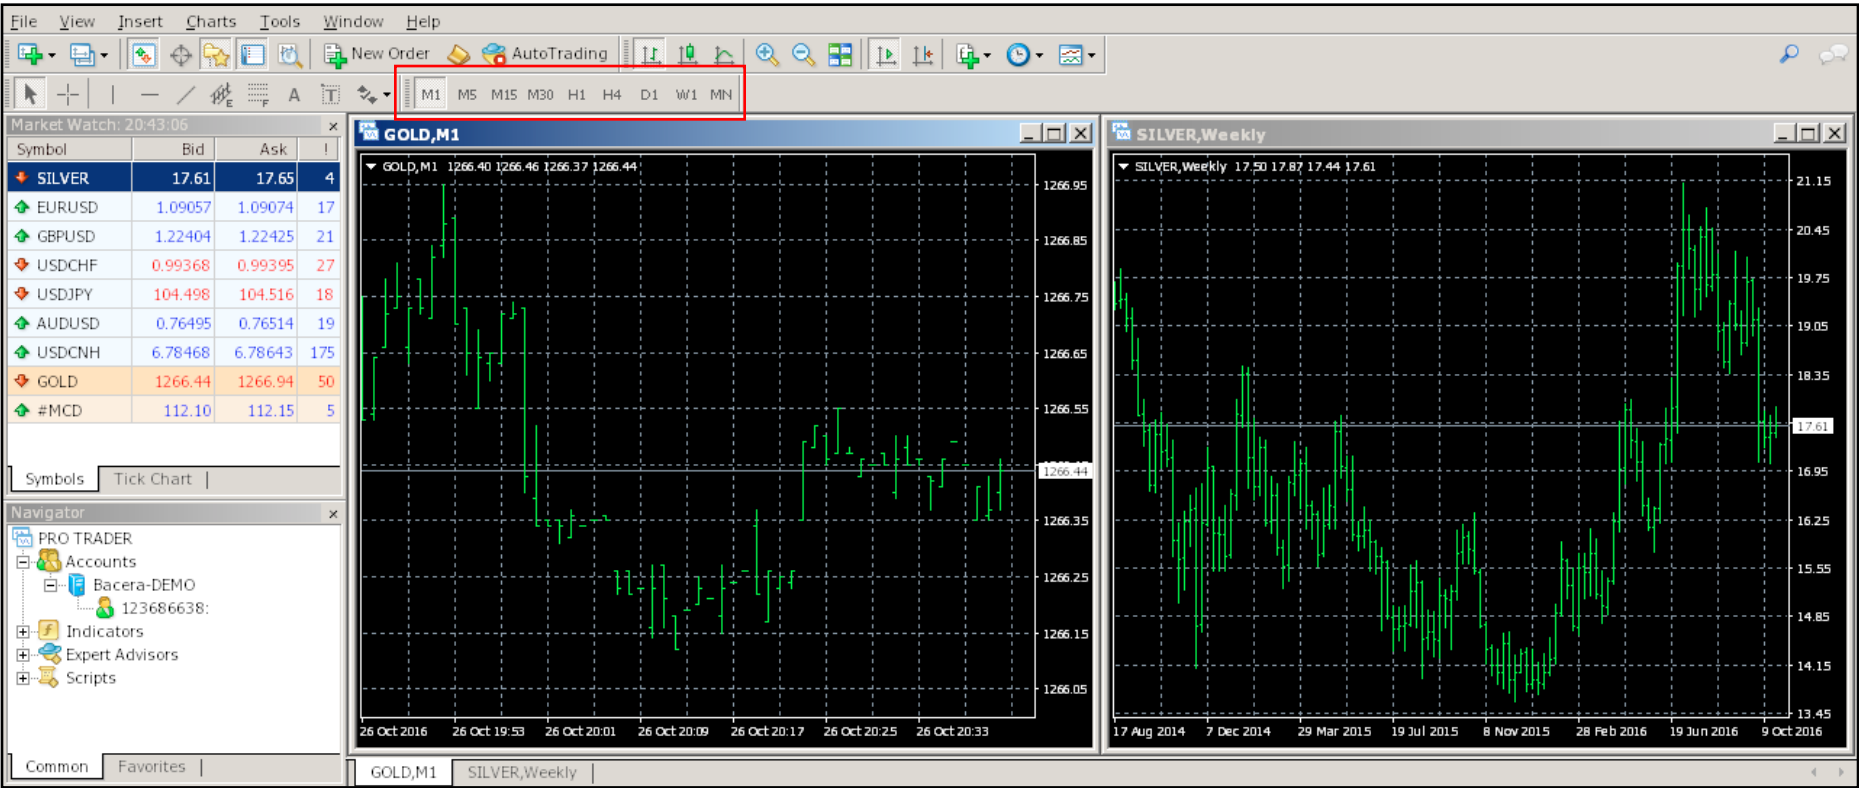 File View Insert Charts Tools Window Help
New Order AutoTrading
E F A T M1 M5 M15 M30 H1 H4 D1 W1 MN
Market Watch: 20:43:06 x
Symbol Bid Ask !
SILVER 17.61 17.65 4
EURUSD 1.09057 1.09074 17
GBPUSD 1.22404 1.22425 21
USDCHF 0.99368 0.99395 27
USDJPY 104.498 104.516 18
AUDUSD 0.76495 0.76514 19
USDCNH 6.78468 6.78643 175
GOLD 1266.44 1266.94 50
#MCD 112.10 112.15 5
Symbols Tick Chart
Navigator x
PRO TRADER
Accounts
Bacera-DEMO
123686638:
Indicators
Expert Advisors
Scripts
Common Favorites
GOLD,M1
GOLD,M1 1266.40 1266.46 1266.37 1266.44
1266.95
1266.85
1266.75
1266.65
1266.55
1266.44
1266.35
1266.25
1266.15
1266.05
26 Oct 2016 26 Oct 19:53 26 Oct 20:01 26 Oct 20:09 26 Oct 20:17 26 Oct 20:25 26 Oct 20:33
SILVER,Weekly
SILVER,Weekly 17.50 17.87 17.44 17.61
21.15
20.45
19.75
19.05
18.35
17.61
16.95
16.25
15.55
14.85
14.15
13.45
17 Aug 2014 7 Dec 2014 29 Mar 2015 19 Jul 2015 8 Nov 2015 28 Feb 2016 19 Jun 2016 9 Oct 2016
GOLD,M1 SILVER,Weekly